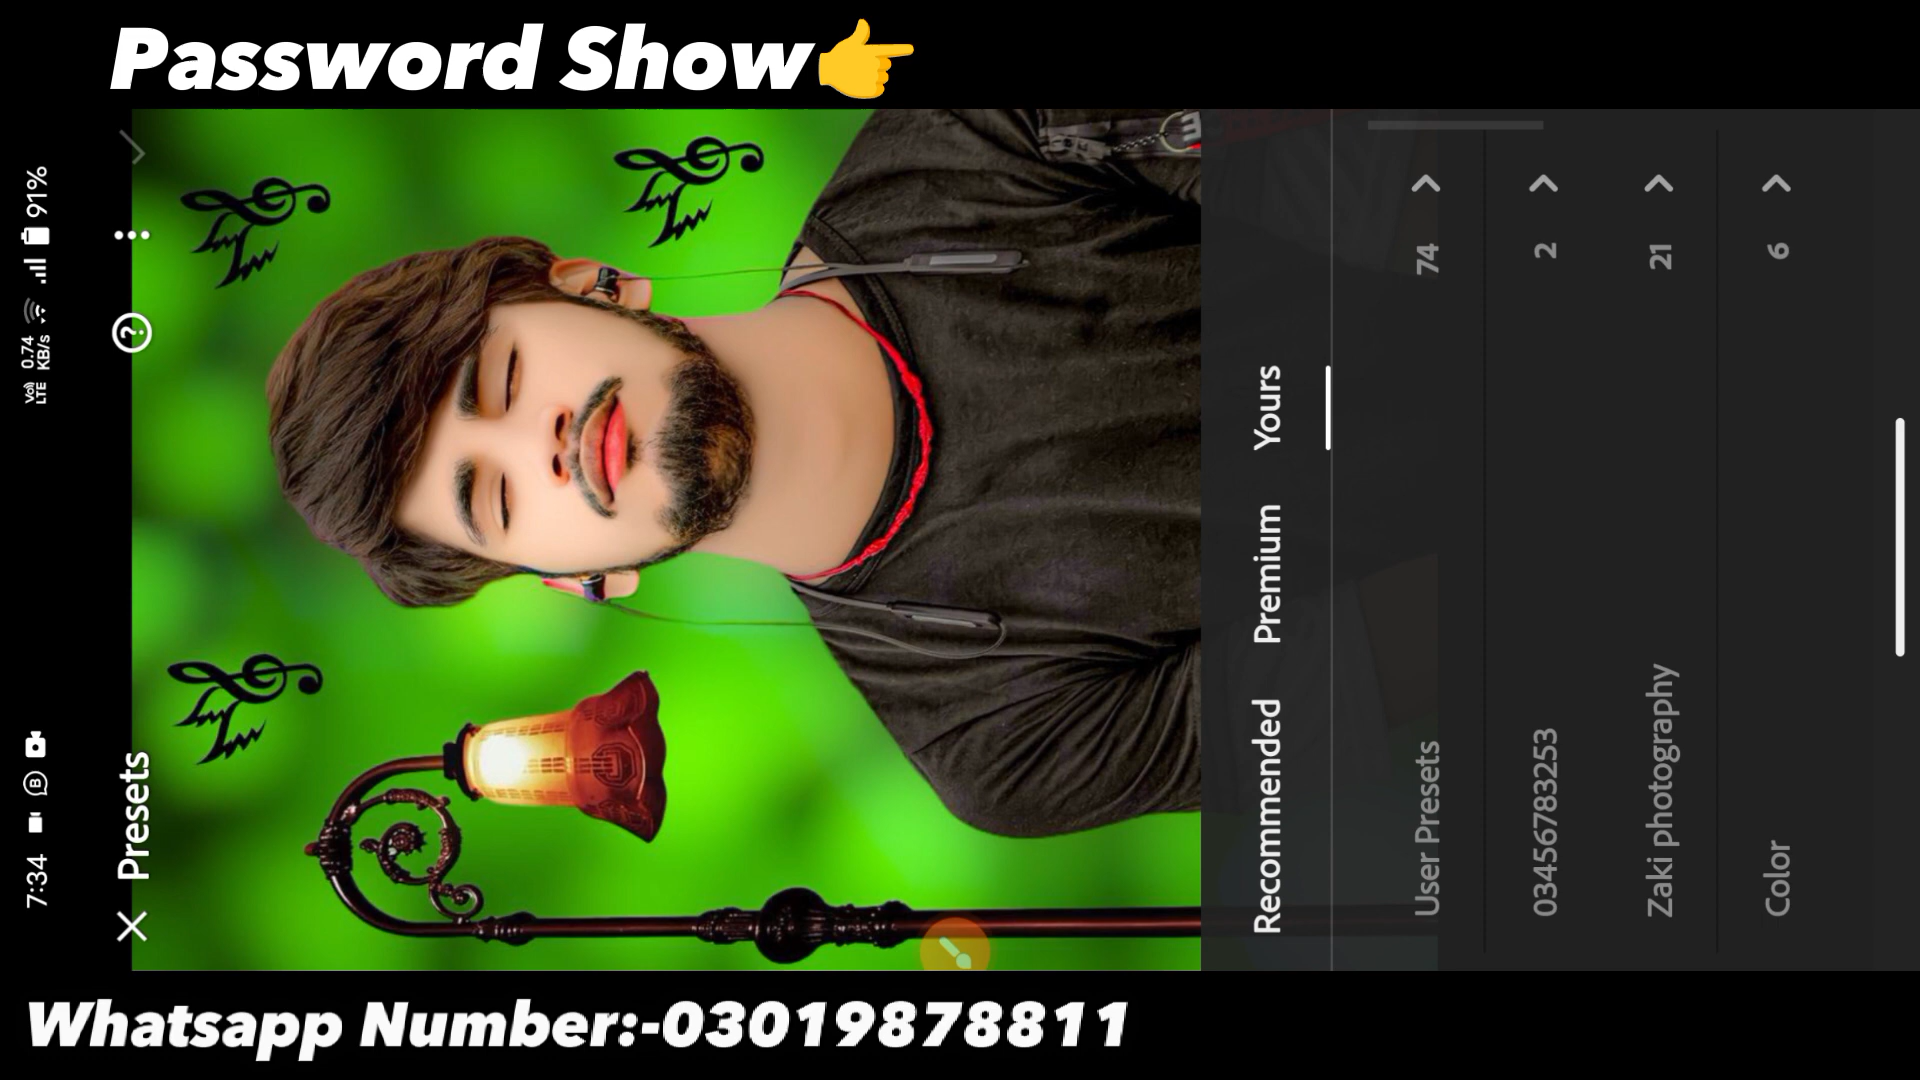 Password Show👉
7:34
VoLTE 0.74 KB/s 91%
Presets
Recommended Premium Yours
User Presets 74
03456783253 2
Zaki photography 21
Color 6
Whatsapp Number:-03019878811